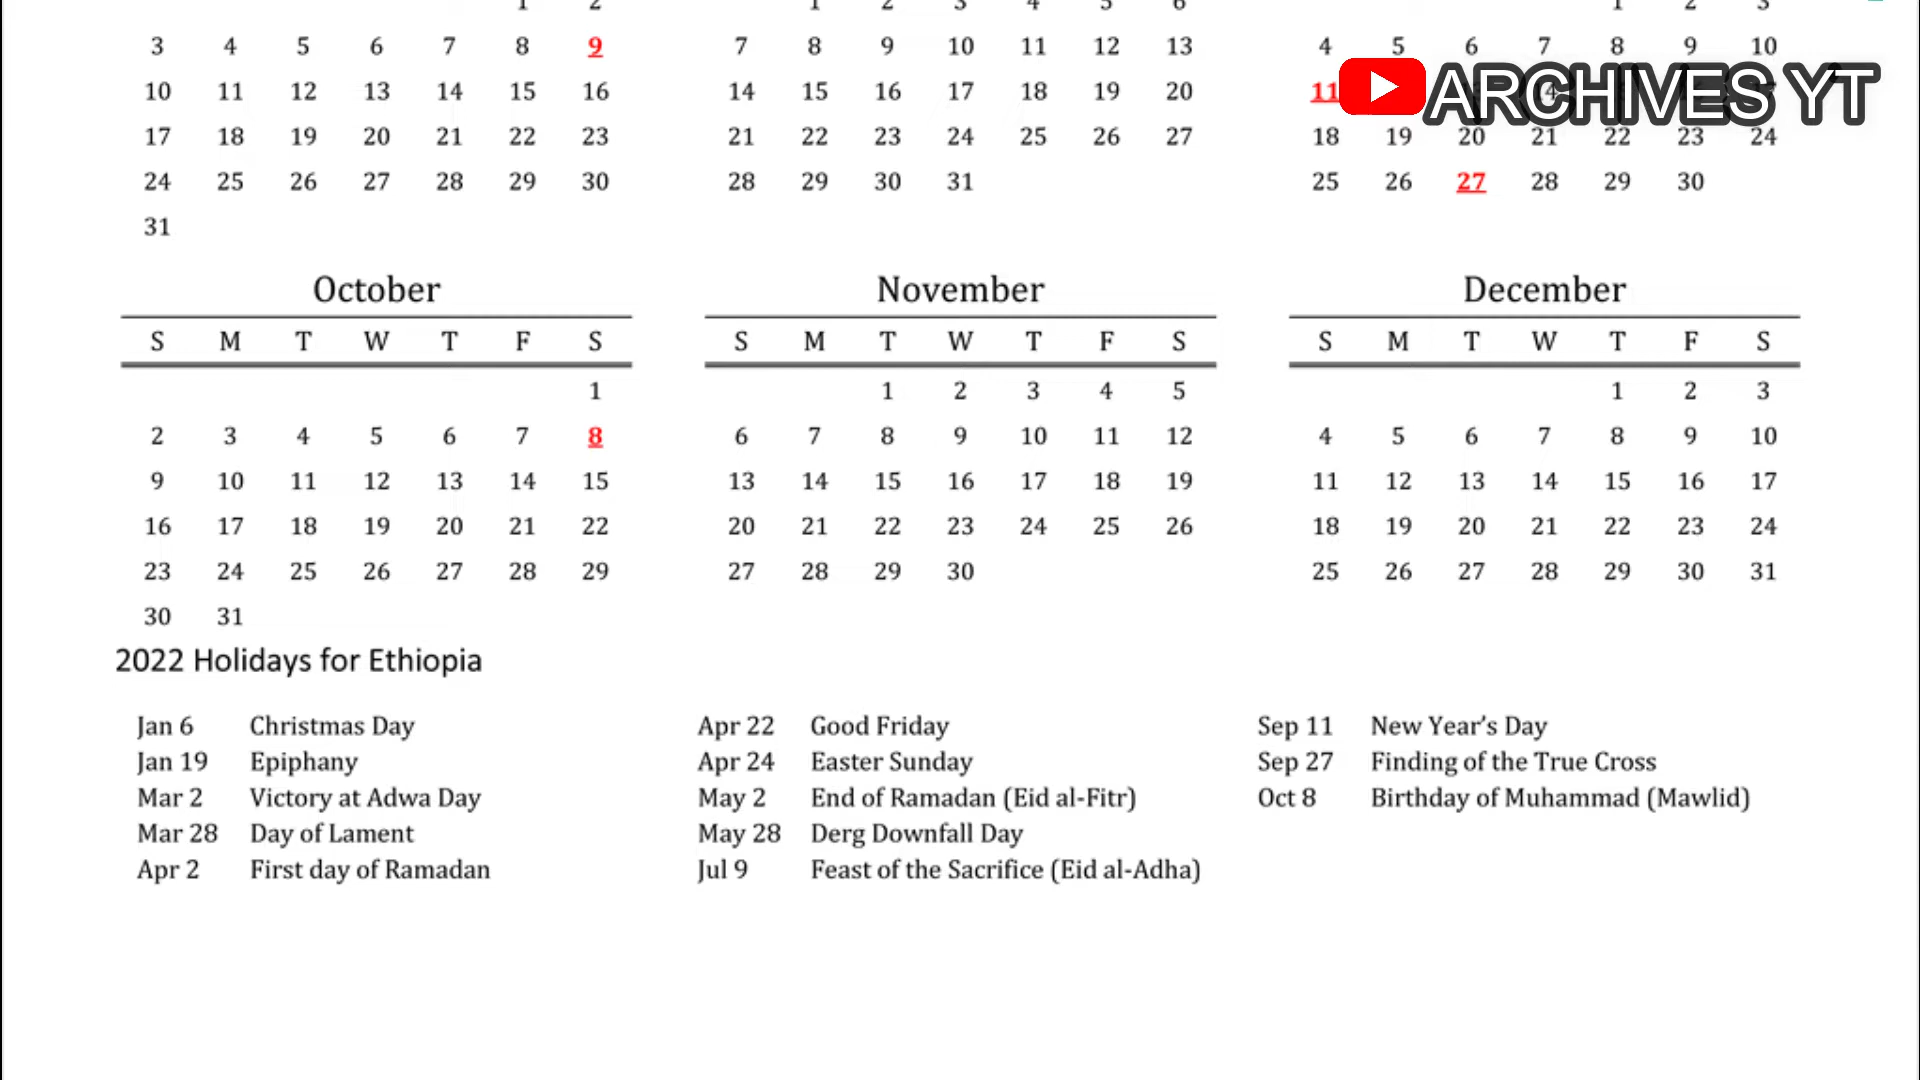 1 2 1 2 3 4 5 6 1 2 3
3 4 5 6 7 8 9 7 8 9 10 11 12 13 4 5 6 7 8 9 10
10 11 12 13 14 15 16 14 15 16 17 18 19 20 11 14
ARCHIVES YT
17 18 19 20 21 22 23 21 22 23 24 25 26 27 18 19 20 21 22 23 24
24 25 26 27 28 29 30 28 29 30 31 25 26 27 28 29 30
31
October November December
S M T W T F S S M T W T F S S M T W T F S
1 1 2 3 4 5 1 2 3
2 3 4 5 6 7 8 6 7 8 9 10 11 12 4 5 6 7 8 9 10
9 10 11 12 13 14 15 13 14 15 16 17 18 19 11 12 13 14 15 16 17
16 17 18 19 20 21 22 20 21 22 23 24 25 26 18 19 20 21 22 23 24
23 24 25 26 27 28 29 27 28 29 30 25 26 27 28 29 30 31
30 31
2022 Holidays for Ethiopia
Jan 6 Christmas Day
Jan 19 Epiphany
Mar 2 Victory at Adwa Day
Mar 28 Day of Lament
Apr 2 First day of Ramadan
Apr 22 Good Friday
Apr 24 Easter Sunday
May 2 End of Ramadan (Eid al-Fitr)
May 28 Derg Downfall Day
Jul 9 Feast of the Sacrifice (Eid al-Adha)
Sep 11 New Year’s Day
Sep 27 Finding of the True Cross
Oct 8 Birthday of Muhammad (Mawlid)